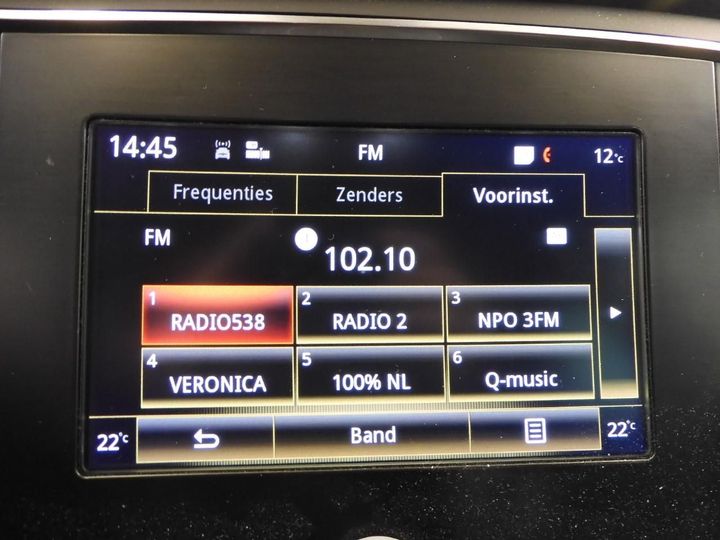 14:45 FM 12°c
Frequenties Zenders Voorinst.
FM
102.10
1 RADIO538
2 RADIO 2
3 NPO 3FM
4 VERONICA
5 100% NL
6 Q-music
22°c Band 22°c